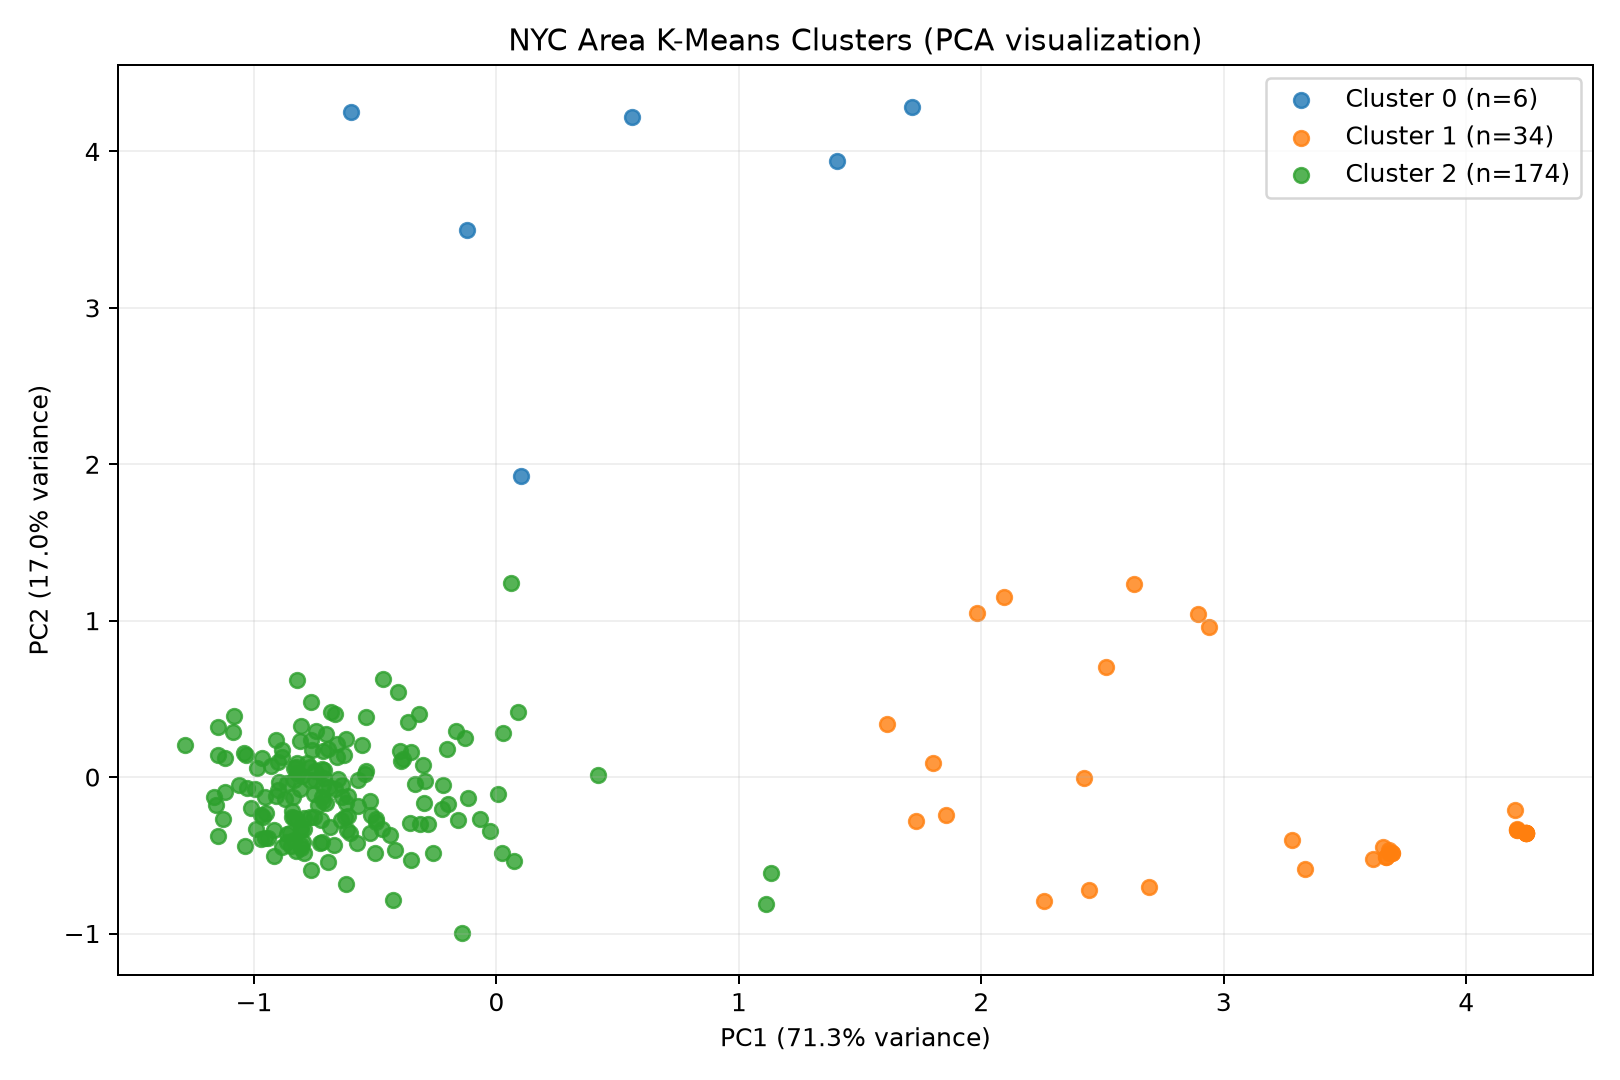 NYC Area K-Means Clusters (PCA visualization)
Cluster 0 (n=6)
Cluster 1 (n=34)
Cluster 2 (n=174)
PC2 (17.0% variance)
4
3
2
1
0
−1
−1
0
1
2
3
4
PC1 (71.3% variance)